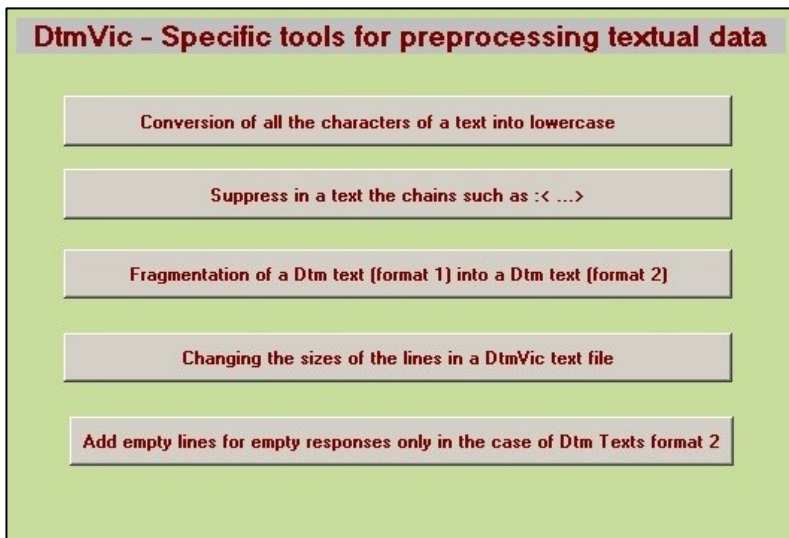 DtmVic - Specific tools for preprocessing textual data
Conversion of all the characters of a text into lowercase
Suppress in a text the chains such as :< ...>
Fragmentation of a Dtm text (format 1) into a Dtm text (format 2)
Changing the sizes of the lines in a DtmVic text file
Add empty lines for empty responses only in the case of Dtm Texts format 2